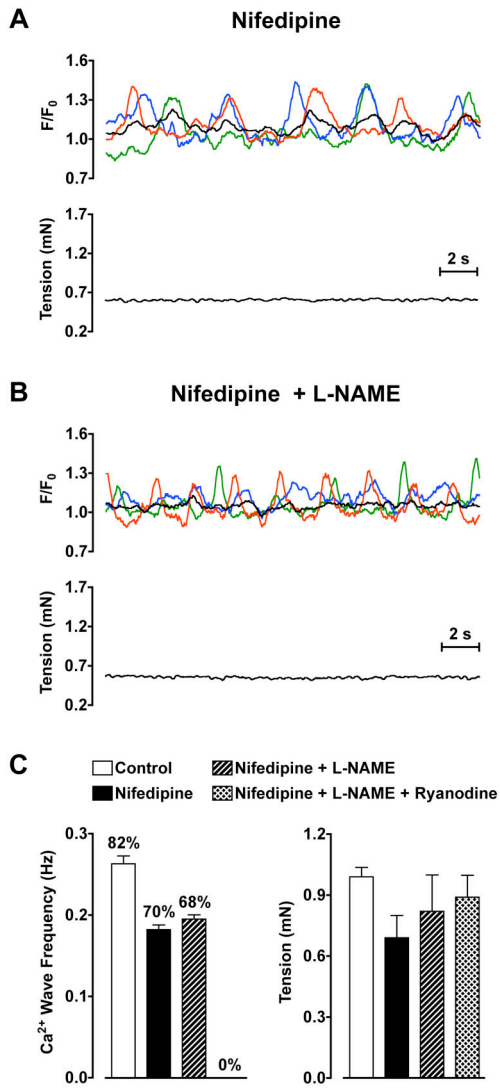 A
Nifedipine
1.6
1.3
1.0
0.7
F/F0
1.7
1.2
0.7
0.2
Tension (mN)
2 s
B
Nifedipine + L-NAME
1.6
1.3
1.0
0.7
F/F0
1.7
1.2
0.7
0.2
Tension (mN)
2 s
C
Control
Nifedipine + L-NAME
Nifedipine
Nifedipine + L-NAME + Ryanodine
0.3
0.2
0.1
0.0
Ca2+ Wave Frequency (Hz)
82%
70%
68%
0%
1.2
0.9
0.6
0.3
0.0
Tension (mN)